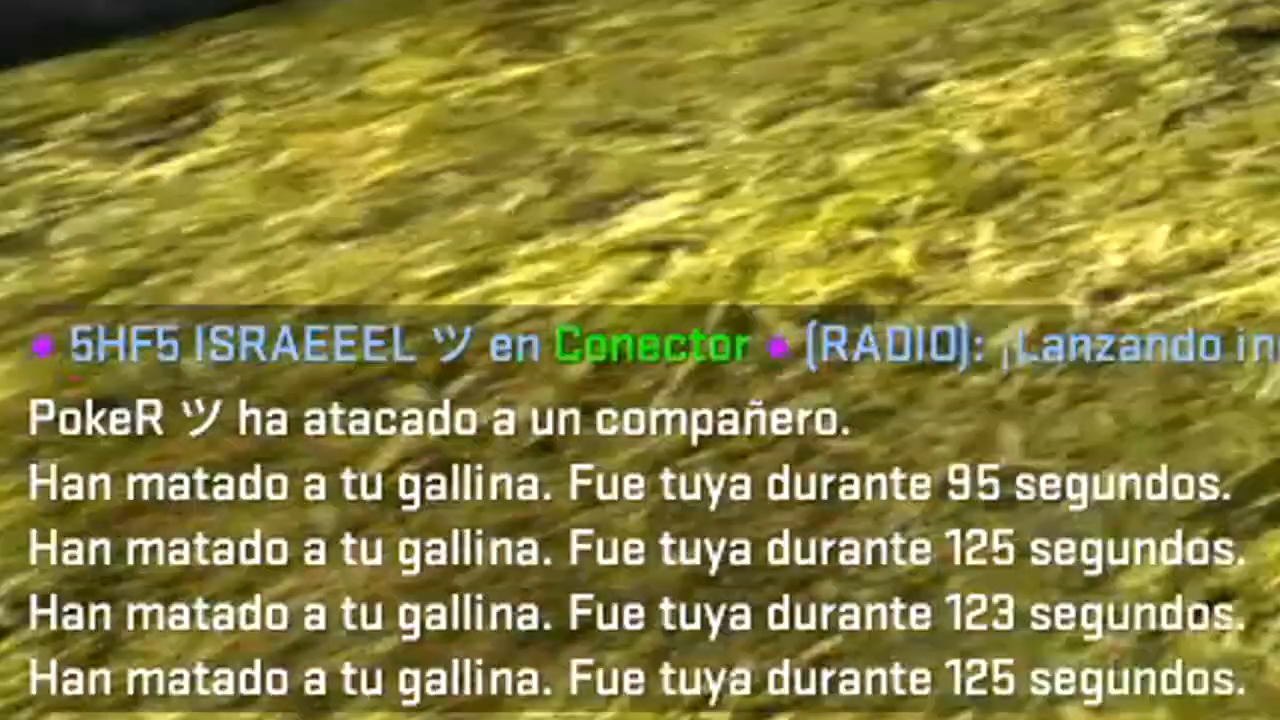 5HF5 ISRAEEEL ツ en Conector • (RADIO): ¡Lanzando
PokeR ツ ha atacado a un compañero.
Han matado a tu gallina. Fue tuya durante 95 segundos.
Han matado a tu gallina. Fue tuya durante 125 segundos.
Han matado a tu gallina. Fue tuya durante 123 segundos.
Han matado a tu gallina. Fue tuya durante 125 segundos.